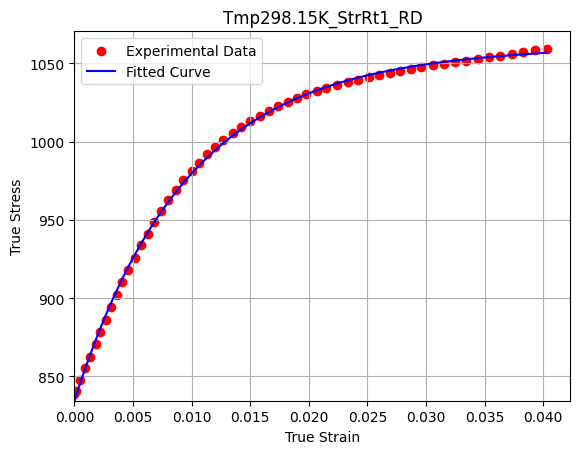 Tmp298.15K_StrRt1_RD
Experimental Data
Fitted Curve
True Stress
1050
1000
950
900
850
0.000 0.005 0.010 0.015 0.020 0.025 0.030 0.035 0.040
True Strain